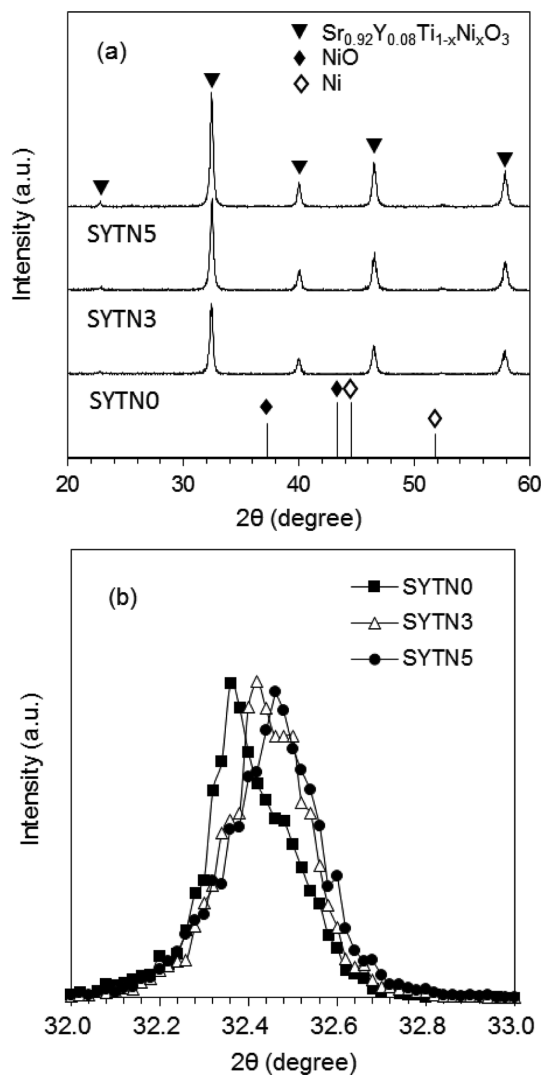 (a)
Sr0.92Y0.08Ti1-xNixO3
NiO
Ni
Intensity (a.u.)
SYTN5
SYTN3
SYTN0
20 30 40 50 60
2θ (degree)
(b)
SYTN0
SYTN3
SYTN5
Intensity (a.u.)
32.0 32.2 32.4 32.6 32.8 33.0
2θ (degree)